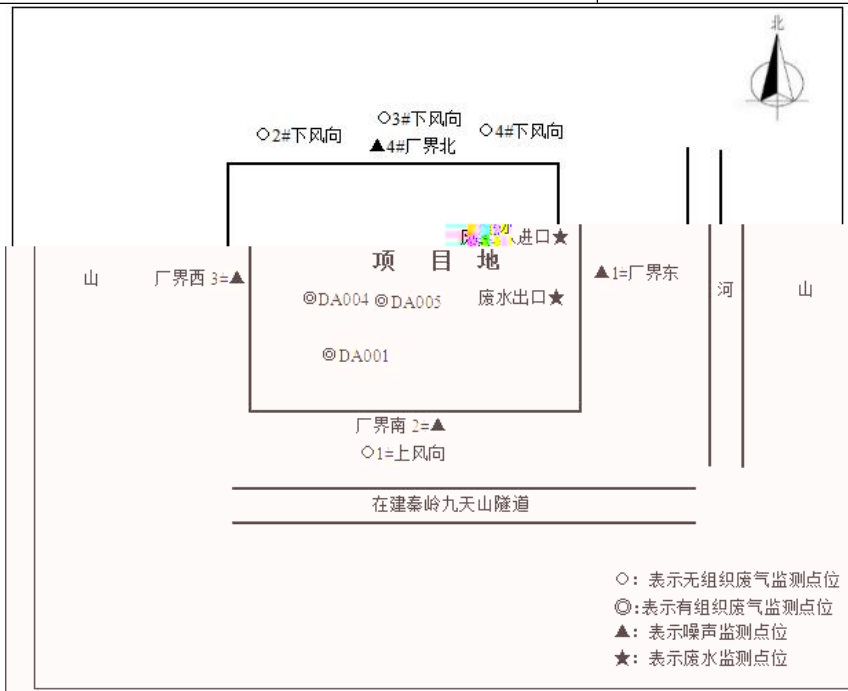 北
○3#下风向
○2#下风向
○4#下风向
▲4#厂界北
进口★
项 目 地
山
厂界西 3#▲
▲1#厂界东
河
山
◎DA004 ◎DA005
废水出口★
◎DA001
厂界南 2#▲
○1#上风向
在建秦岭九天山隧道
○：表示无组织废气监测点位
◎:表示有组织废气监测点位
▲：表示噪声监测点位
★：表示废水监测点位